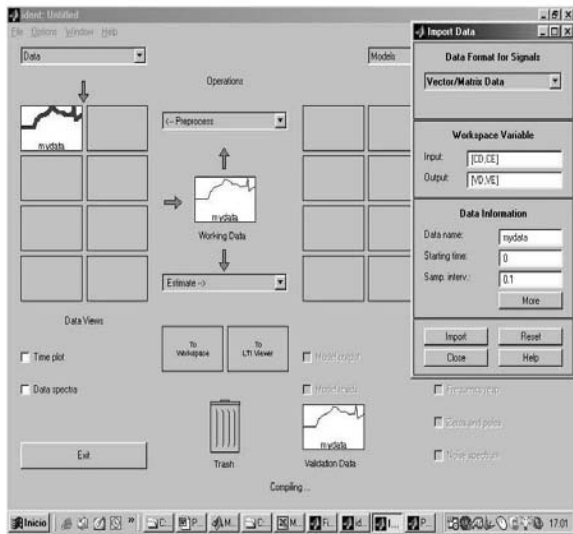 ident: Untitled
File Options Window Help
Data
Models
Operations
<-- Preprocess
mydata
mydata
Working Data
Estimate -->
Data Views
To Workspace
To LTI Viewer
Time plot
Data spectra
Model output
Model resids
Frequency resp
Zeros and poles
Noise spectrum
Exit
Trash
mydata
Validation Data
Compiling ...
Import Data
Data Format for Signals
Vector/Matrix Data
Workspace Variable
Input: [CD,CE]
Output: [VD,VE]
Data Information
Data name: mydata
Starting time: 0
Samp. interv.: 0.1
More
Import Reset
Close Help
Inicio » C:... P... M... C... M... Fi... id... I... P... 17:01